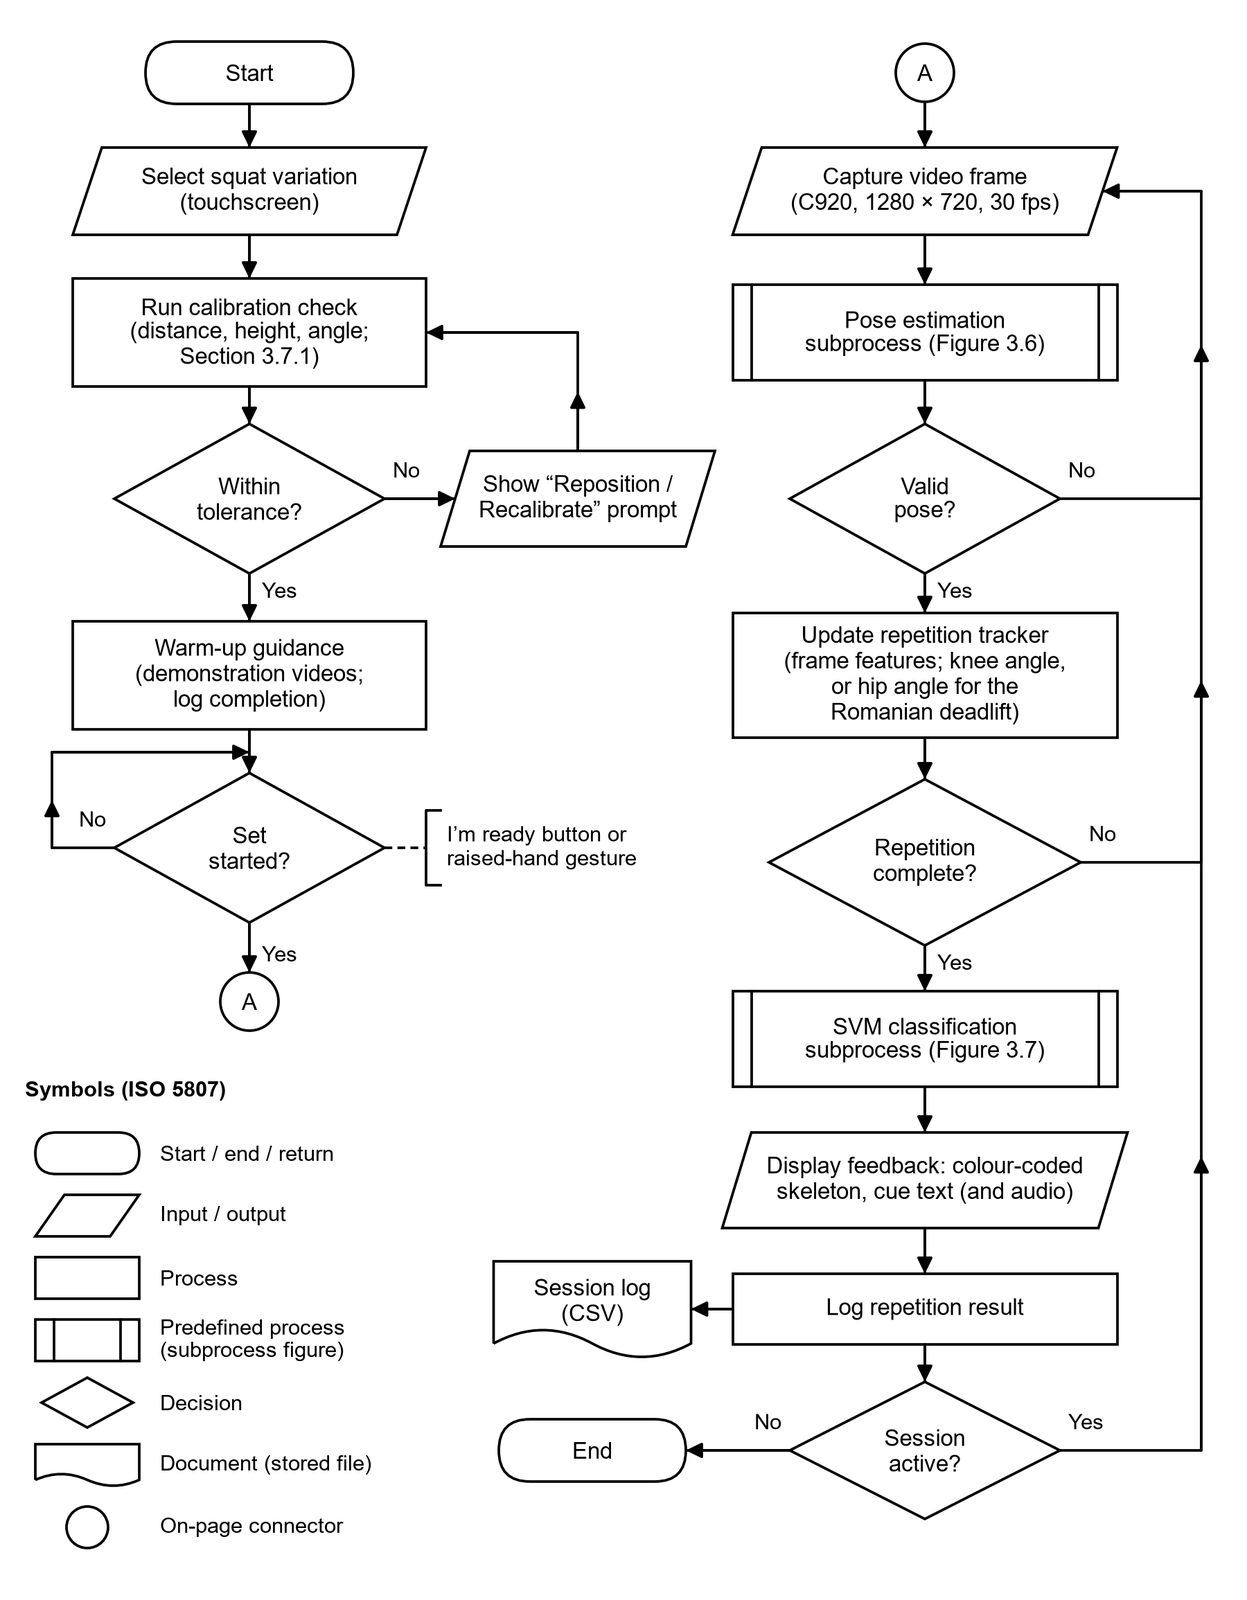 Start
Select squat variation
(touchscreen)
Run calibration check
(distance, height, angle;
Section 3.7.1)
Within
tolerance?
No
Show “Reposition /
Recalibrate” prompt
Yes
Warm-up guidance
(demonstration videos;
log completion)
No
Set
started?
I’m ready button or
raised-hand gesture
Yes
A
Symbols (ISO 5807)
Start / end / return
Input / output
Process
Predefined process
(subprocess figure)
Decision
Document (stored file)
On-page connector
A
Capture video frame
(C920, 1280 × 720, 30 fps)
Pose estimation
subprocess (Figure 3.6)
Valid
pose?
No
Yes
Update repetition tracker
(frame features; knee angle,
or hip angle for the
Romanian deadlift)
Repetition
complete?
No
Yes
SVM classification
subprocess (Figure 3.7)
Display feedback: colour-coded
skeleton, cue text (and audio)
Log repetition result
Session log
(CSV)
Session
active?
Yes
No
End